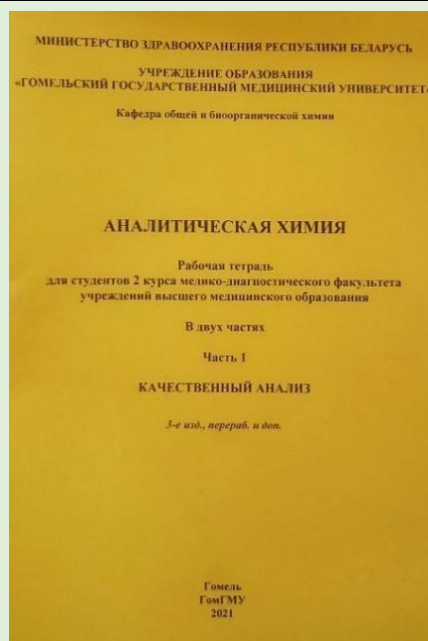 МИНИСТЕРСТВО ЗДРАВООХРАНЕНИЯ РЕСПУБЛИКИ БЕЛАРУСЬ
УЧРЕЖДЕНИЕ ОБРАЗОВАНИЯ
«ГОМЕЛЬСКИЙ ГОСУДАРСТВЕННЫЙ МЕДИЦИНСКИЙ УНИВЕРСИТЕТ»
Кафедра общей и биоорганической химии
АНАЛИТИЧЕСКАЯ ХИМИЯ
Рабочая тетрадь
для студентов 2 курса медико-диагностического факультета
учреждений высшего медицинского образования
В двух частях
Часть 1
КАЧЕСТВЕННЫЙ АНАЛИЗ
3-е изд., перераб. и доп.
Гомель
ГомГМУ
2021